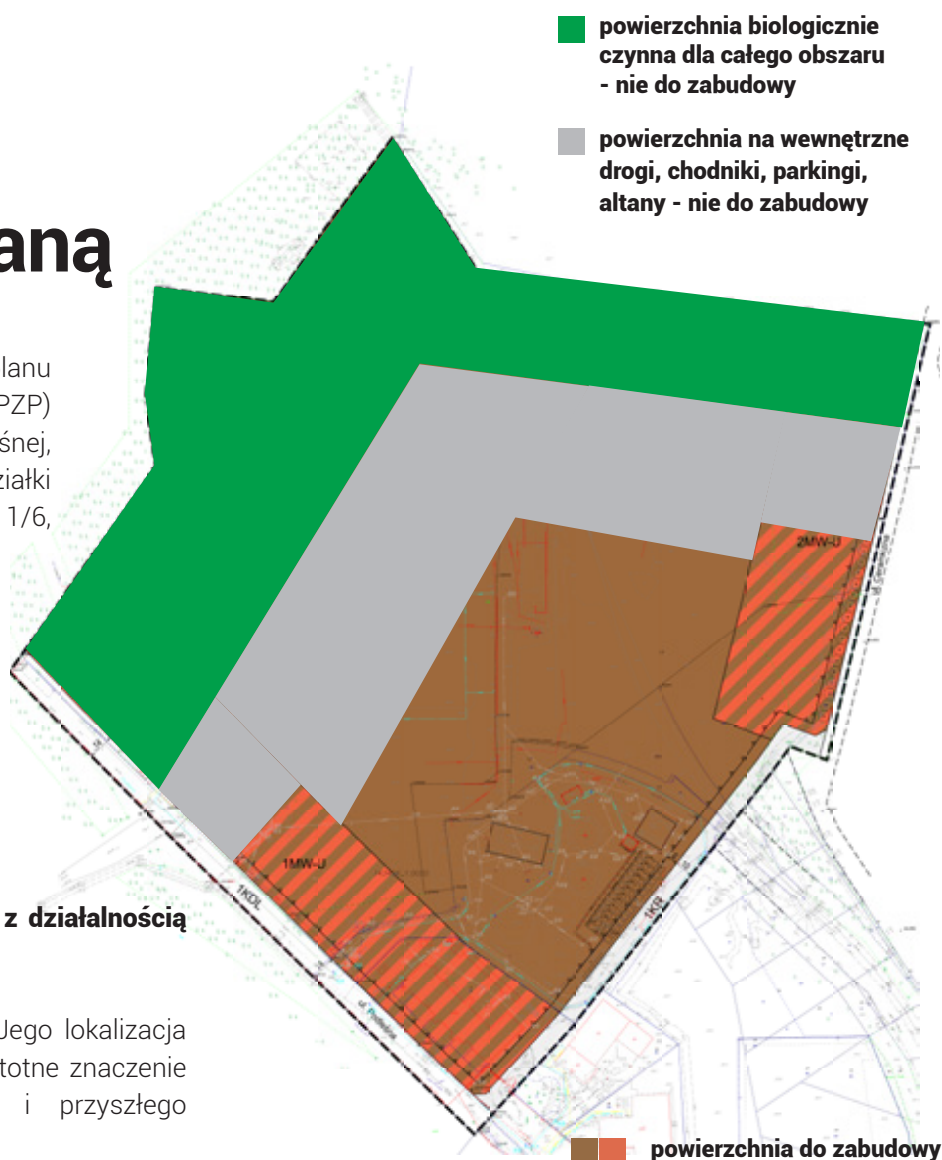 powierzchnia biologicznie
czynna dla całego obszaru
- nie do zabudowy
powierzchnia na wewnętrzne
drogi, chodniki, parkingi,
altany - nie do zabudowy
aną
lanu
PZP)
śnej,
ziałki
1/6,
2MW-U
1MW-U
1KDL
1KR
z działalnością
Jego lokalizacja
totne znaczenie
i przyszłego
powierzchnia do zabudowy